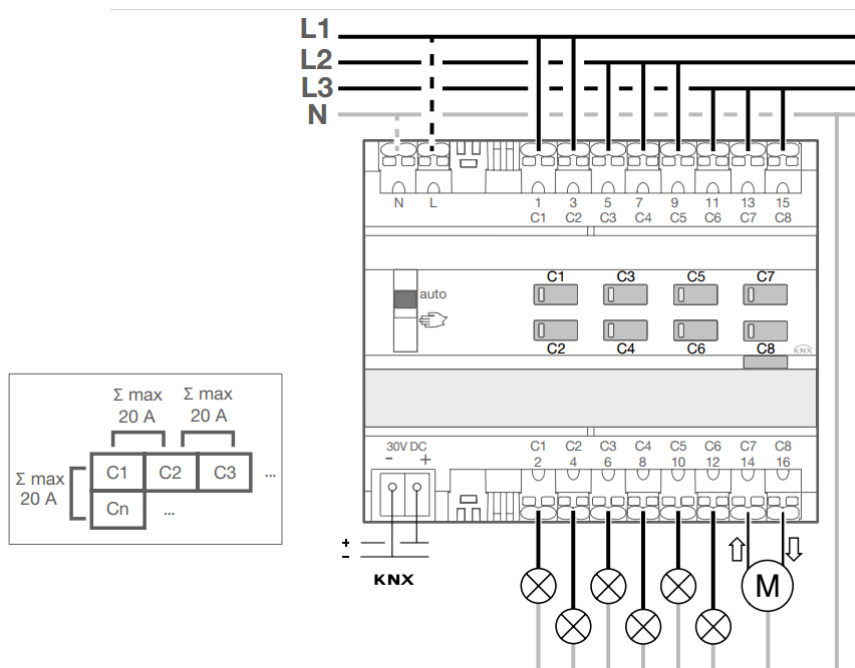 L1
L2
L3
N
N L 1 3 5 7 9 11 13 15
C1 C2 C3 C4 C5 C6 C7 C8
C1 C3 C5 C7
auto
C2 C4 C6 C8 KNX
Σ max Σ max
20 A 20 A
Σ max
20 A
C1 C2 C3 ...
Cn ...
30V DC C1 C2 C3 C4 C5 C6 C7 C8
- + 2 4 6 8 10 12 14 16
+
-
KNX
M